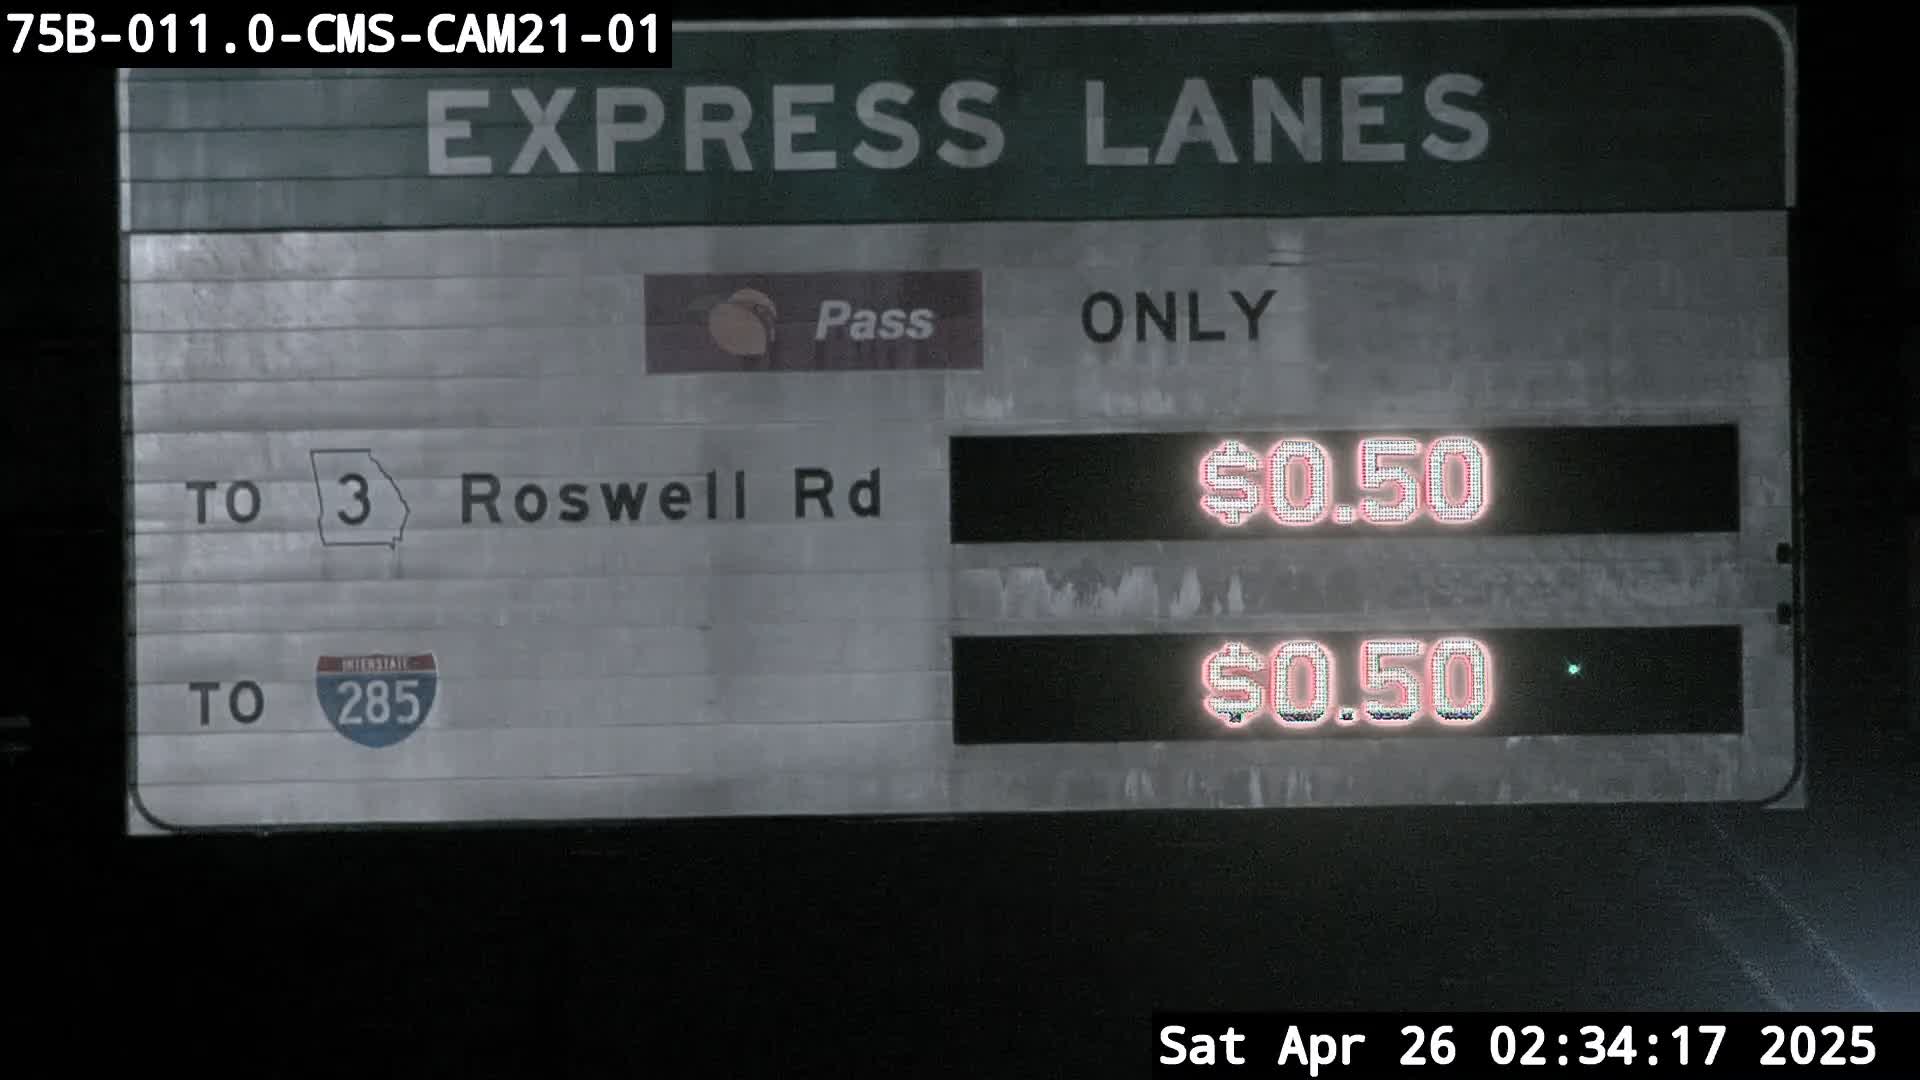 75B-011.0-CMS-CAM21-01
EXPRESS LANES
Pass ONLY
TO 3 Roswell Rd $0.50
TO INTERSTATE 285 $0.50
Sat Apr 26 02:34:17 2025